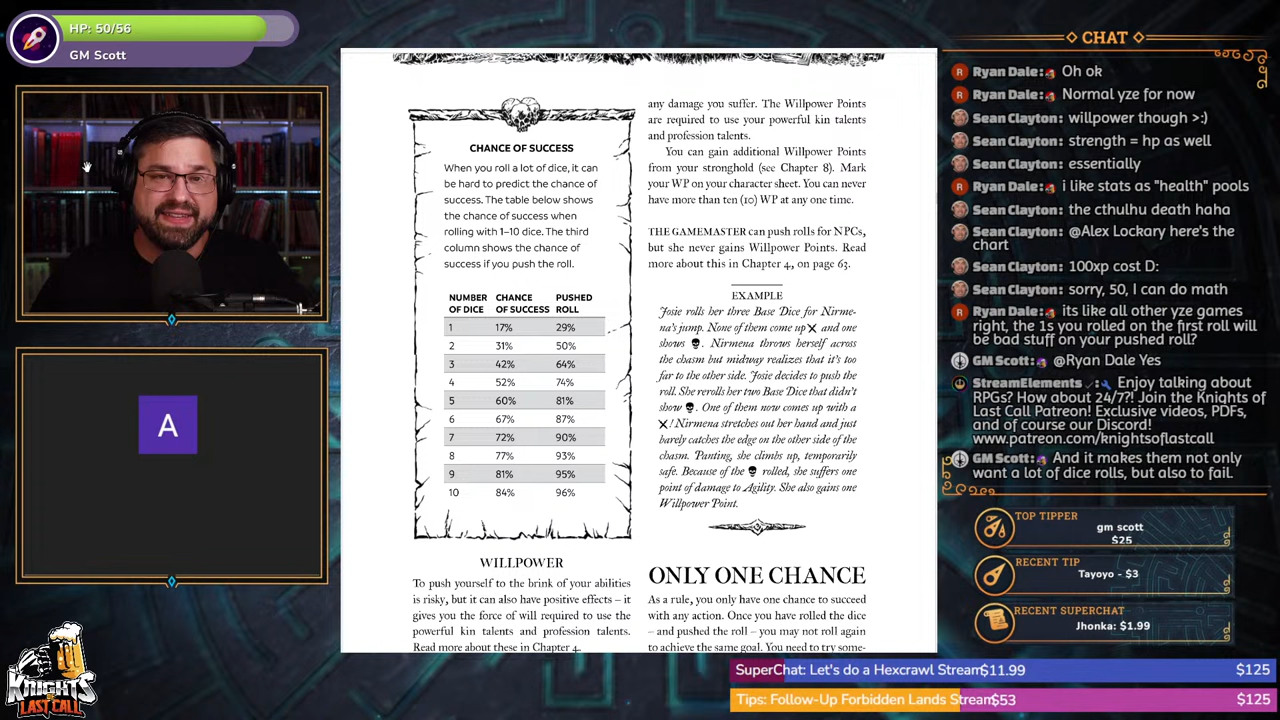 HP: 50/56
GM Scott
A
KNIGHTS
LAST CALL
CHANCE OF SUCCESS
When you roll a lot of dice, it can
be hard to predict the chance of
success. The table below shows
the chance of success when
rolling with 1–10 dice. The third
column shows the chance of
success if you push the roll.
NUMBER CHANCE PUSHED
OF DICE OF SUCCESS ROLL
1 17% 29%
2 31% 50%
3 42% 64%
4 52% 74%
5 60% 81%
6 67% 87%
7 72% 90%
8 77% 93%
9 81% 95%
10 84% 96%
WILLPOWER
To push yourself to the brink of your abilities
is risky, but it can also have positive effects – it
gives you the force of will required to use the
powerful kin talents and profession talents.
Read more about these in Chapter 4.
any damage you suffer. The Willpower Points
are required to use your powerful kin talents
and profession talents.
You can gain additional Willpower Points
from your stronghold (see Chapter 8). Mark
your WP on your character sheet. You can never
have more than ten (10) WP at any one time.
THE GAMEMASTER can push rolls for NPCs,
but she never gains Willpower Points. Read
more about this in Chapter 4, on page 63.
EXAMPLE
Josie rolls her three Base Dice for Nirme-
na's jump. None of them come up and one
shows . Nirmena throws herself across
the chasm but midway realizes that it's too
far to the other side. Josie decides to push the
roll. She rerolls her two Base Dice that didn't
show . One of them now comes up with a
! Nirmena stretches out her hand and just
barely catches the edge on the other side of the
chasm. Panting, she climbs up, temporarily
safe. Because of the rolled, she suffers one
point of damage to Agility. She also gains one
Willpower Point.
ONLY ONE CHANCE
As a rule, you only have one chance to succeed
with any action. Once you have rolled the dice
– and pushed the roll – you may not roll again
to achieve the same goal. You need to try some-
CHAT
Ryan Dale: Oh ok
Ryan Dale: Normal yze for now
Sean Clayton: willpower though >:)
Sean Clayton: strength = hp as well
Sean Clayton: essentially
Ryan Dale: i like stats as "health" pools
Sean Clayton: the cthulhu death haha
Sean Clayton: @Alex Lockary here's the
chart
Sean Clayton: 100xp cost D:
Sean Clayton: sorry, 50, I can do math
Ryan Dale: its like all other yze games
right, the 1s you rolled on the first roll will
be bad stuff on your pushed roll?
GM Scott: @Ryan Dale Yes
StreamElements: Enjoy talking about
RPGs? How about 24/7?! Join the Knights
of Last Call Patreon! Exclusive videos, PDFs,
and of course our Discord!
www.patreon.com/knightsoflastcall
GM Scott: And it makes them not only
want a lot of dice rolls, but also to fail.
TOP TIPPER
gm scott
$25
RECENT TIP
Tayoyo - $3
RECENT SUPERCHAT
Jhonka: $1.99
SuperChat: Let's do a Hexcrawl Stream $11.99 $125
Tips: Follow-Up Forbidden Lands Stream $53 $125